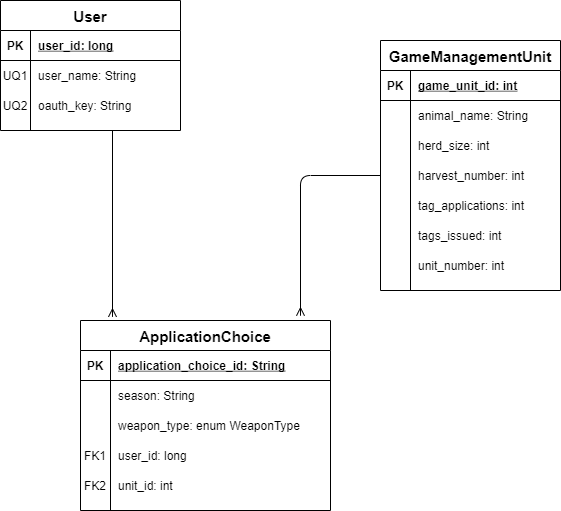 User
PK user_id: long
UQ1 user_name: String
UQ2 oauth_key: String
GameManagementUnit
PK game_unit_id: int
animal_name: String
herd_size: int
harvest_number: int
tag_applications: int
tags_issued: int
unit_number: int
ApplicationChoice
PK application_choice_id: String
season: String
weapon_type: enum WeaponType
FK1 user_id: long
FK2 unit_id: int